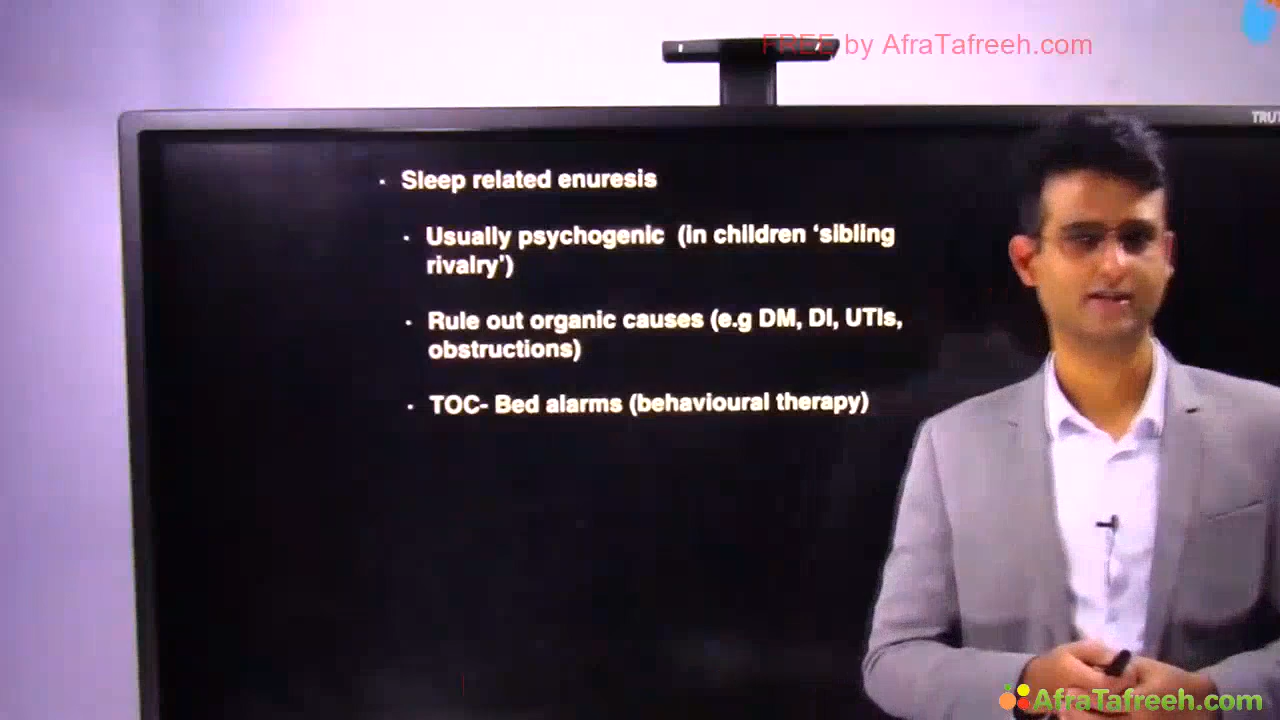 FREE by AfraTafreeh.com
TRU
· Sleep related enuresis
· Usually psychogenic (in children ‘sibling
rivalry’)
· Rule out organic causes (e.g DM, DI, UTIs,
obstructions)
· TOC- Bed alarms (behavioural therapy)
AfraTafreeh.com